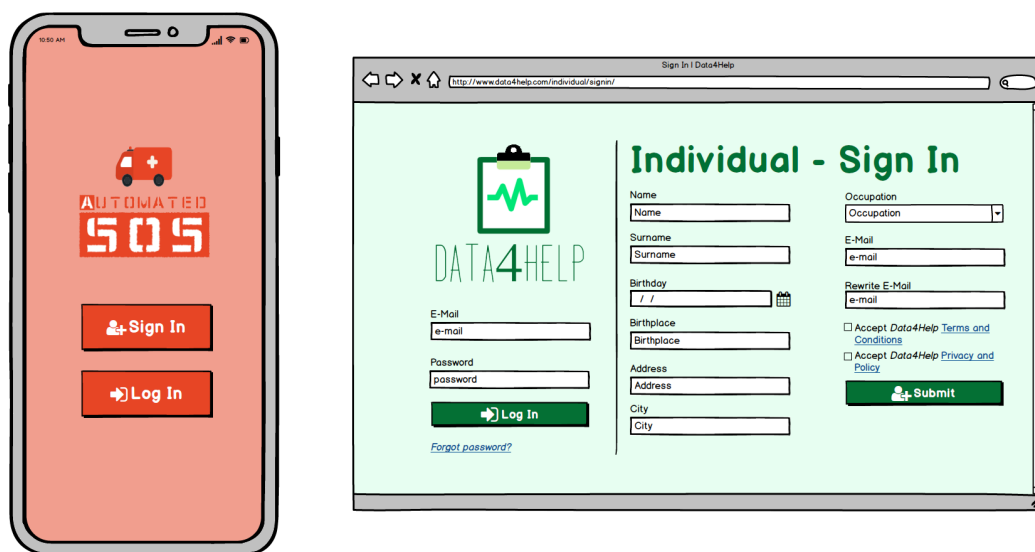 10:50 AM
AUTOMATED
SOS
Sign In
Log In
Sign In | Data4Help
http://www.data4help.com/individual/signin/
DATA4HELP
E-Mail
e-mail
Password
password
Log In
Forgot password?
Individual - Sign In
Name
Name
Surname
Surname
Birthday
/ /
Birthplace
Birthplace
Address
Address
City
City
Occupation
Occupation
E-Mail
e-mail
Rewrite E-Mail
e-mail
Accept Data4Help Terms and
Conditions
Accept Data4Help Privacy and
Policy
Submit